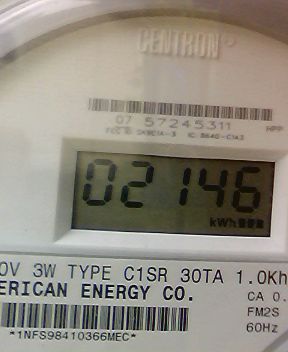 CENTRON
07 57245311
HPP
02146
kWh
0V 3W TYPE C1SR 30TA 1.0Kh
ERICAN ENERGY CO.
CA 0.
FM2S
*1NFS98410366MEC*
60Hz